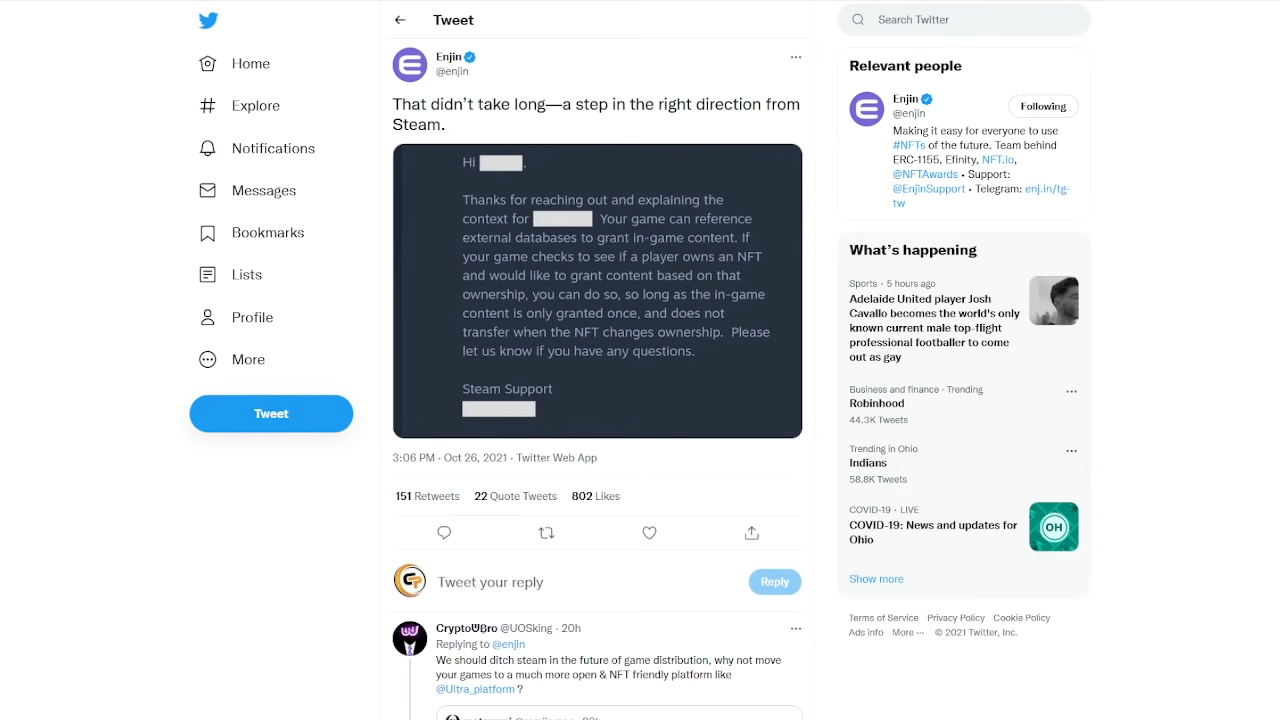 Home
Explore
Notifications
Messages
Bookmarks
Lists
Profile
More
Tweet
Tweet
Enjin
@enjin
That didn't take long—a step in the right direction from
Steam.
Hi ,
Thanks for reaching out and explaining the
context for Your game can reference
external databases to grant in-game content. If
your game checks to see if a player owns an NFT
and would like to grant content based on that
ownership, you can do so, so long as the in-game
content is only granted once, and does not
transfer when the NFT changes ownership. Please
let us know if you have any questions.
Steam Support
3:06 PM · Oct 26, 2021 · Twitter Web App
151 Retweets 22 Quote Tweets 802 Likes
Tweet your reply
Reply
CryptoUBro @UOSking · 20h
Replying to @enjin
We should ditch steam in the future of game distribution, why not move
your games to a much more open & NFT friendly platform like
@Ultra_platform ?
Search Twitter
Relevant people
Enjin
@enjin
Following
Making it easy for everyone to use
#NFTs of the future. Team behind
ERC-1155, Efinity, NFT.io,
@NFTAwards • Support:
@EnjinSupport • Telegram: enj.in/tg-
tw
What's happening
Sports · 5 hours ago
Adelaide United player Josh
Cavallo becomes the world's only
known current male top-flight
professional footballer to come
out as gay
Business and finance · Trending
Robinhood
44.3K Tweets
Trending in Ohio
Indians
58.8K Tweets
COVID-19 · LIVE
COVID-19: News and updates for
Ohio
OH
Show more
Terms of Service Privacy Policy Cookie Policy
Ads info More ··· © 2021 Twitter, Inc.